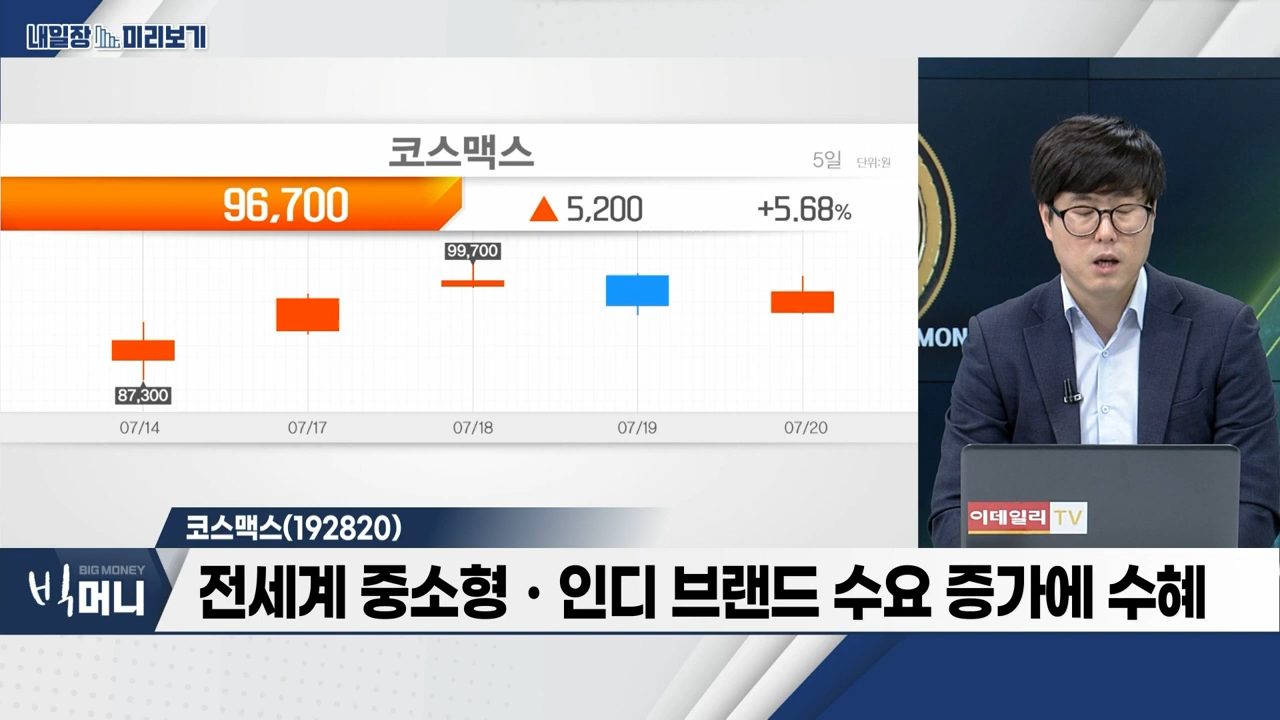 내일장 미리보기
코스맥스
5일 단위:원
96,700 ▲ 5,200 +5.68%
99,700
87,300
07/14 07/17 07/18 07/19 07/20
MON
이데일리 TV
코스맥스(192820)
BIG MONEY
빅머니
전세계 중소형·인디 브랜드 수요 증가에 수혜